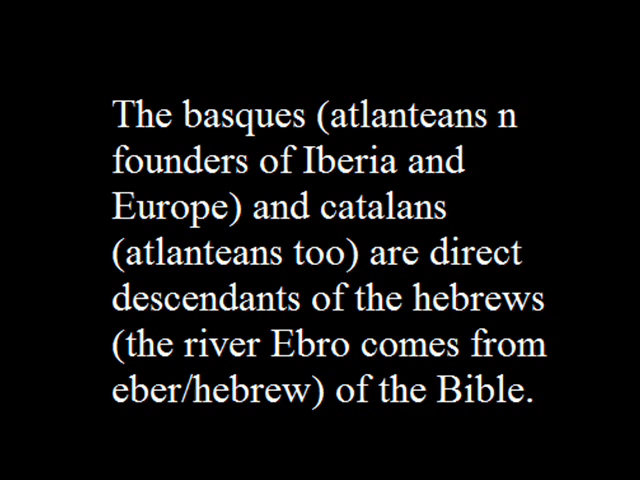 The basques (atlanteans n
founders of Iberia and
Europe) and catalans
(atlanteans too) are direct
descendants of the hebrews
(the river Ebro comes from
eber/hebrew) of the Bible.